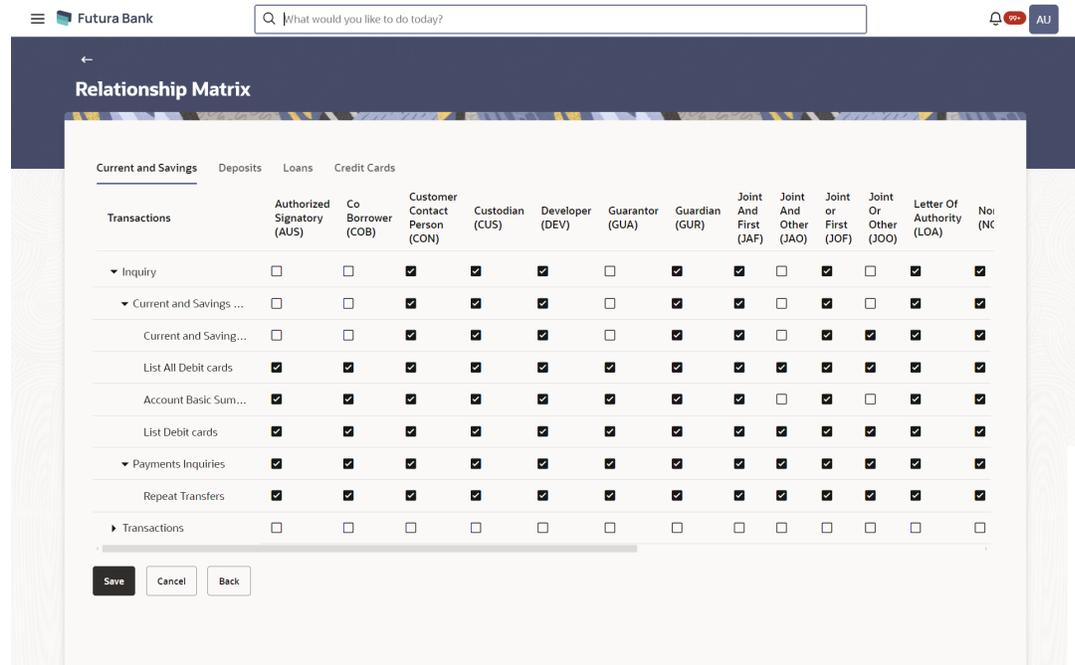 Futura Bank
What would you like to do today?
99+
AU
Relationship Matrix
Current and Savings Deposits Loans Credit Cards
Transactions
Authorized
Signatory
(AUS)
Co
Borrower
(COB)
Customer
Contact
Person
(CON)
Custodian
(CUS)
Developer
(DEV)
Guarantor
(GUA)
Guardian
(GUR)
Joint
And
First
(JAF)
Joint
And
Other
(JAO)
Joint
or
First
(JOF)
Joint
Or
Other
(JOO)
Letter Of
Authority
(LOA)
Inquiry
Current and Savings ...
Current and Saving...
List All Debit cards
Account Basic Sum...
List Debit cards
Payments Inquiries
Repeat Transfers
Transactions
Save Cancel Back